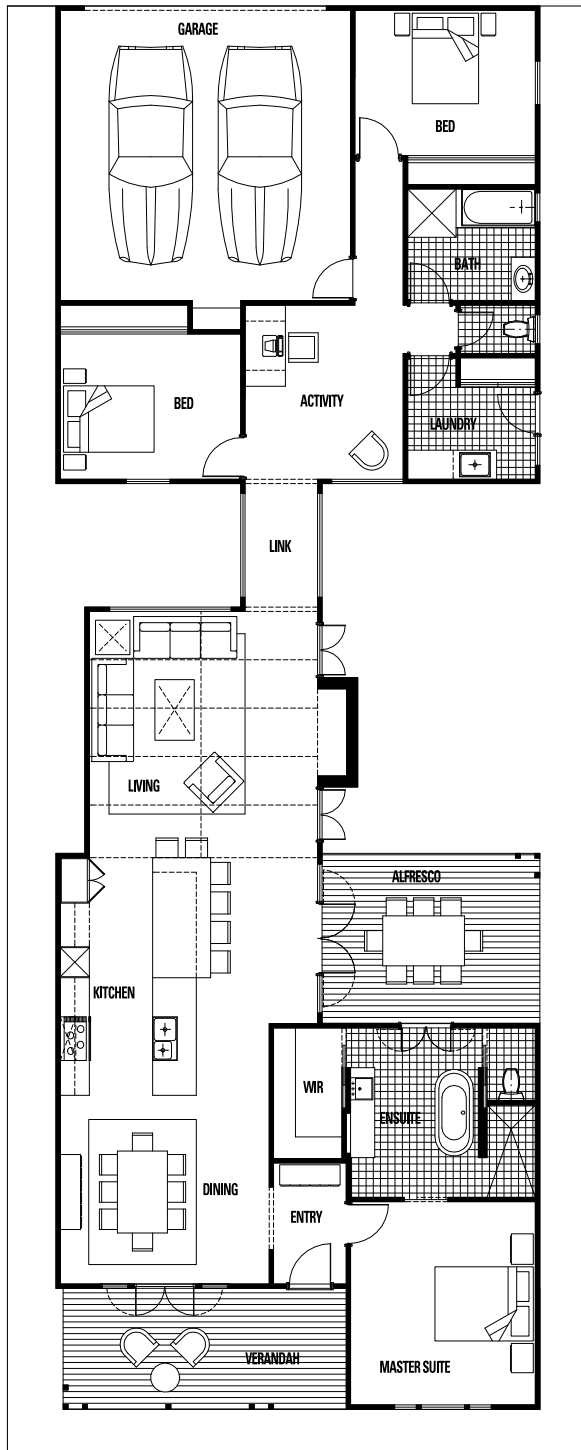 GARAGE
BED
BATH
BED
ACTIVITY
LAUNDRY
LINK
LIVING
ALFRESCO
KITCHEN
WIR
ENSUITE
DINING
ENTRY
VERANDAH
MASTER SUITE